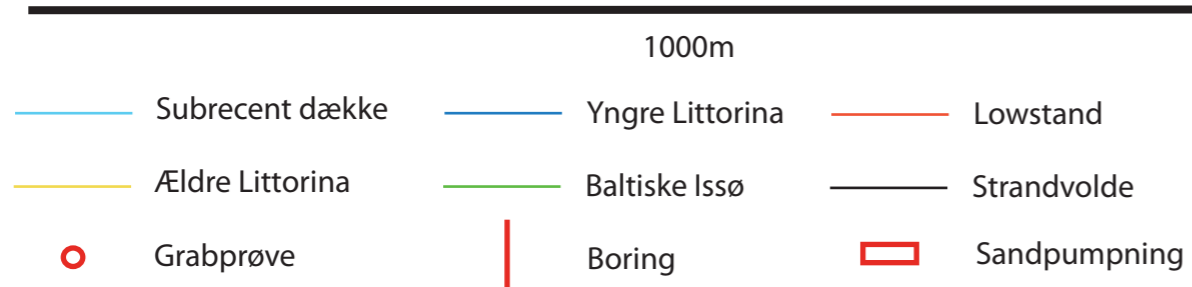 1000m
Subrecent dække Yngre Littorina Lowstand
Ældre Littorina Baltiske Issø Strandvolde
Grabprøve Boring Sandpumpning